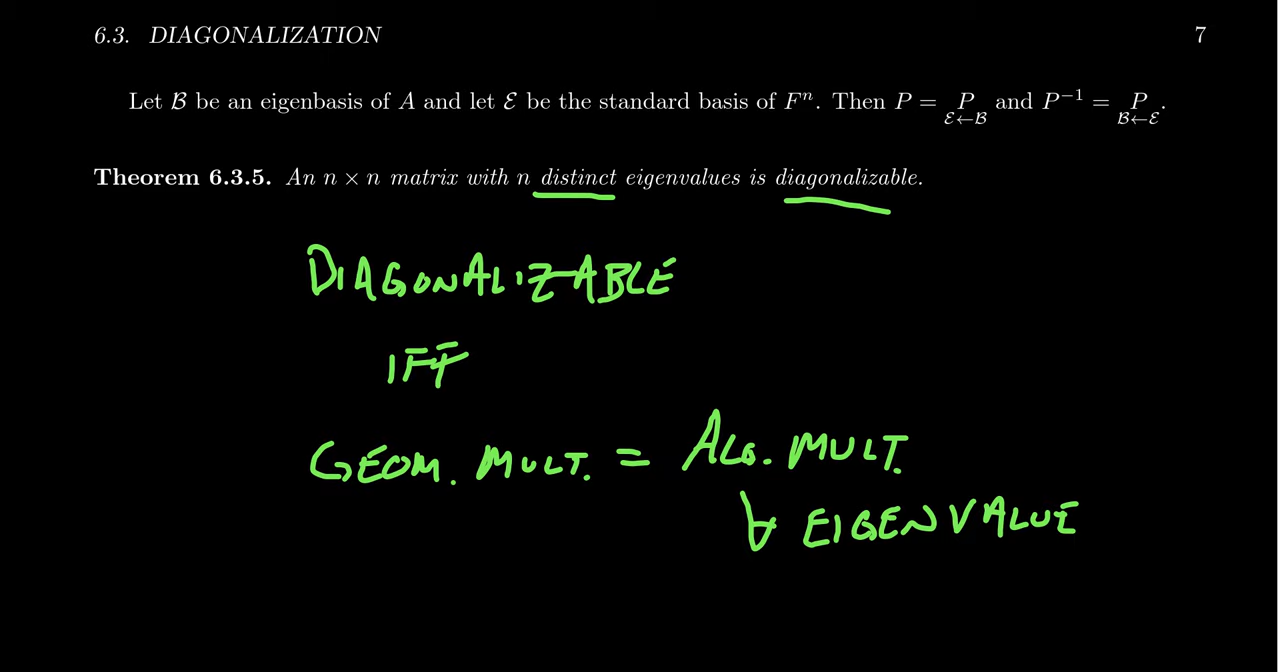 6.3. DIAGONALIZATION 7
Let ℬ be an eigenbasis of A and let ℰ be the standard basis of Fⁿ. Then P = P ℰ←ℬ and P⁻¹ = P ℬ←ℰ.
Theorem 6.3.5. An n × n matrix with n distinct eigenvalues is diagonalizable.
DIAGONALIZABLE
IFF
GEOM. MULT. = ALG. MULT.
∀ EIGENVALUE